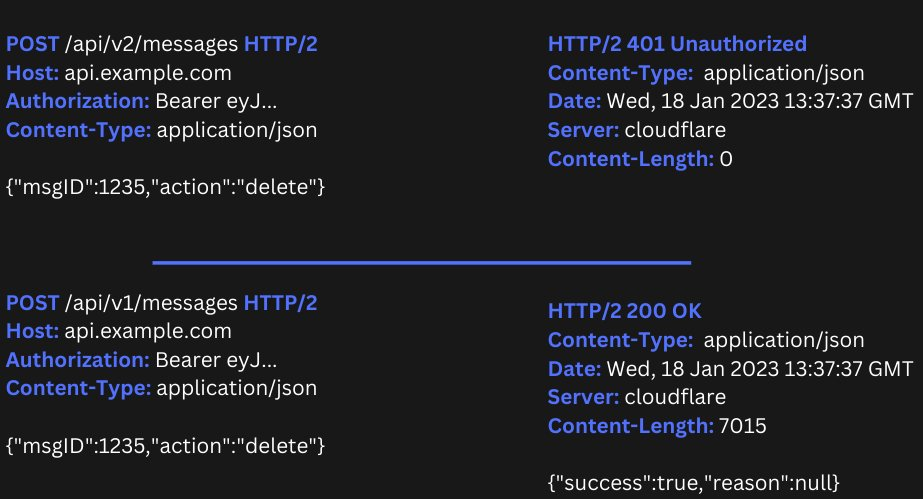 POST /api/v2/messages HTTP/2
Host: api.example.com
Authorization: Bearer eyJ...
Content-Type: application/json
{"msgID":1235,"action":"delete"}
HTTP/2 401 Unauthorized
Content-Type: application/json
Date: Wed, 18 Jan 2023 13:37:37 GMT
Server: cloudflare
Content-Length: 0
POST /api/v1/messages HTTP/2
Host: api.example.com
Authorization: Bearer eyJ...
Content-Type: application/json
{"msgID":1235,"action":"delete"}
HTTP/2 200 OK
Content-Type: application/json
Date: Wed, 18 Jan 2023 13:37:37 GMT
Server: cloudflare
Content-Length: 7015
{"success":true,"reason":null}